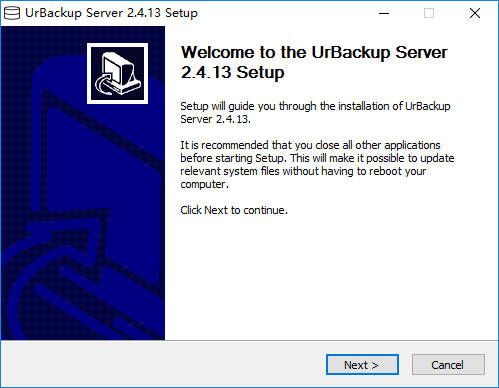 UrBackup Server 2.4.13 Setup
Welcome to the UrBackup Server
2.4.13 Setup
Setup will guide you through the installation of UrBackup
Server 2.4.13.
It is recommended that you close all other applications
before starting Setup. This will make it possible to update
relevant system files without having to reboot your
computer.
Click Next to continue.
Next >
Cancel